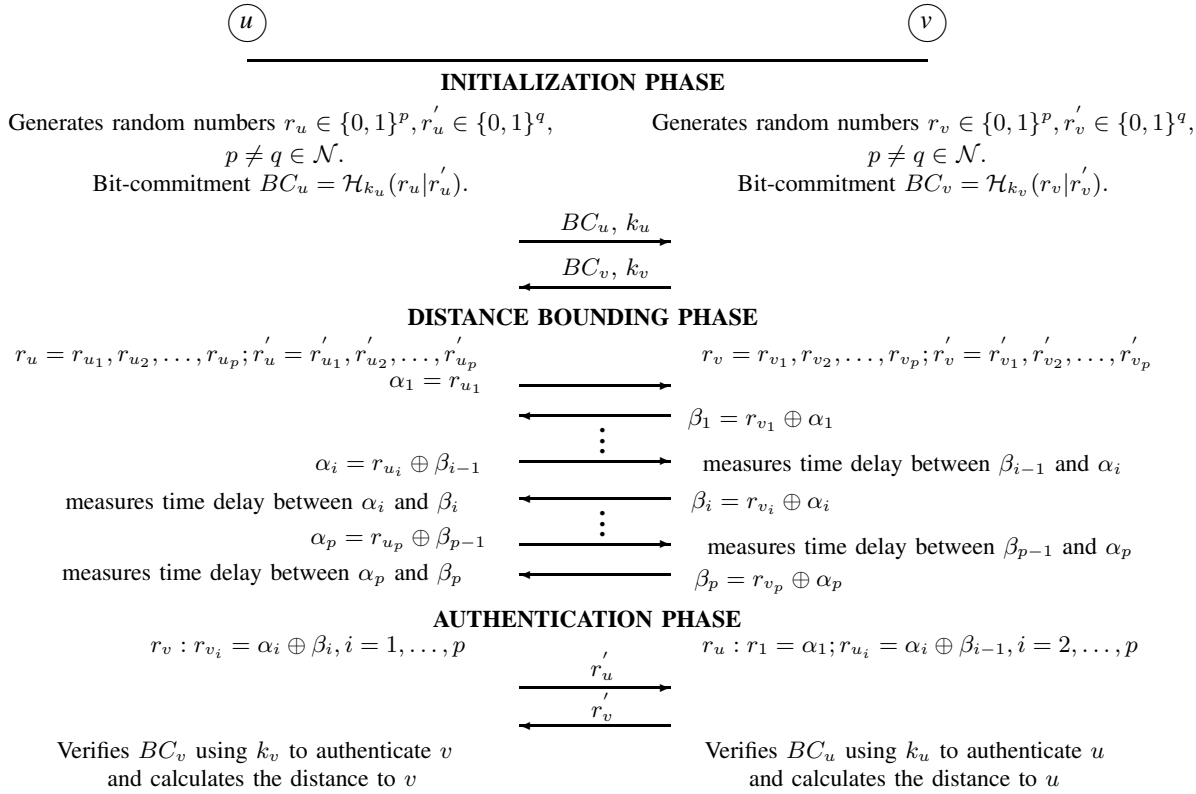 u v
INITIALIZATION PHASE
Generates random numbers r_u ∈ {0, 1}^p, r'_u ∈ {0, 1}^q, Generates random numbers r_v ∈ {0, 1}^p, r'_v ∈ {0, 1}^q,
p ≠ q ∈ 𝒩. p ≠ q ∈ 𝒩.
Bit-commitment BC_u = ℋ_{k_u}(r_u|r'_u). Bit-commitment BC_v = ℋ_{k_v}(r_v|r'_v).
BC_u, k_u
BC_v, k_v
DISTANCE BOUNDING PHASE
r_u = r_{u_1}, r_{u_2}, …, r_{u_p}; r'_u = r'_{u_1}, r'_{u_2}, …, r'_{u_p} r_v = r_{v_1}, r_{v_2}, …, r_{v_p}; r'_v = r'_{v_1}, r'_{v_2}, …, r'_{v_p}
α_1 = r_{u_1}
β_1 = r_{v_1} ⊕ α_1
⋮
α_i = r_{u_i} ⊕ β_{i−1} measures time delay between β_{i−1} and α_i
measures time delay between α_i and β_i β_i = r_{v_i} ⊕ α_i
⋮
α_p = r_{u_p} ⊕ β_{p−1} measures time delay between β_{p−1} and α_p
measures time delay between α_p and β_p β_p = r_{v_p} ⊕ α_p
AUTHENTICATION PHASE
r_v : r_{v_i} = α_i ⊕ β_i, i = 1, …, p r_u : r_1 = α_1; r_{u_i} = α_i ⊕ β_{i−1}, i = 2, …, p
r'_u
r'_v
Verifies BC_v using k_v to authenticate v Verifies BC_u using k_u to authenticate u
and calculates the distance to v and calculates the distance to u